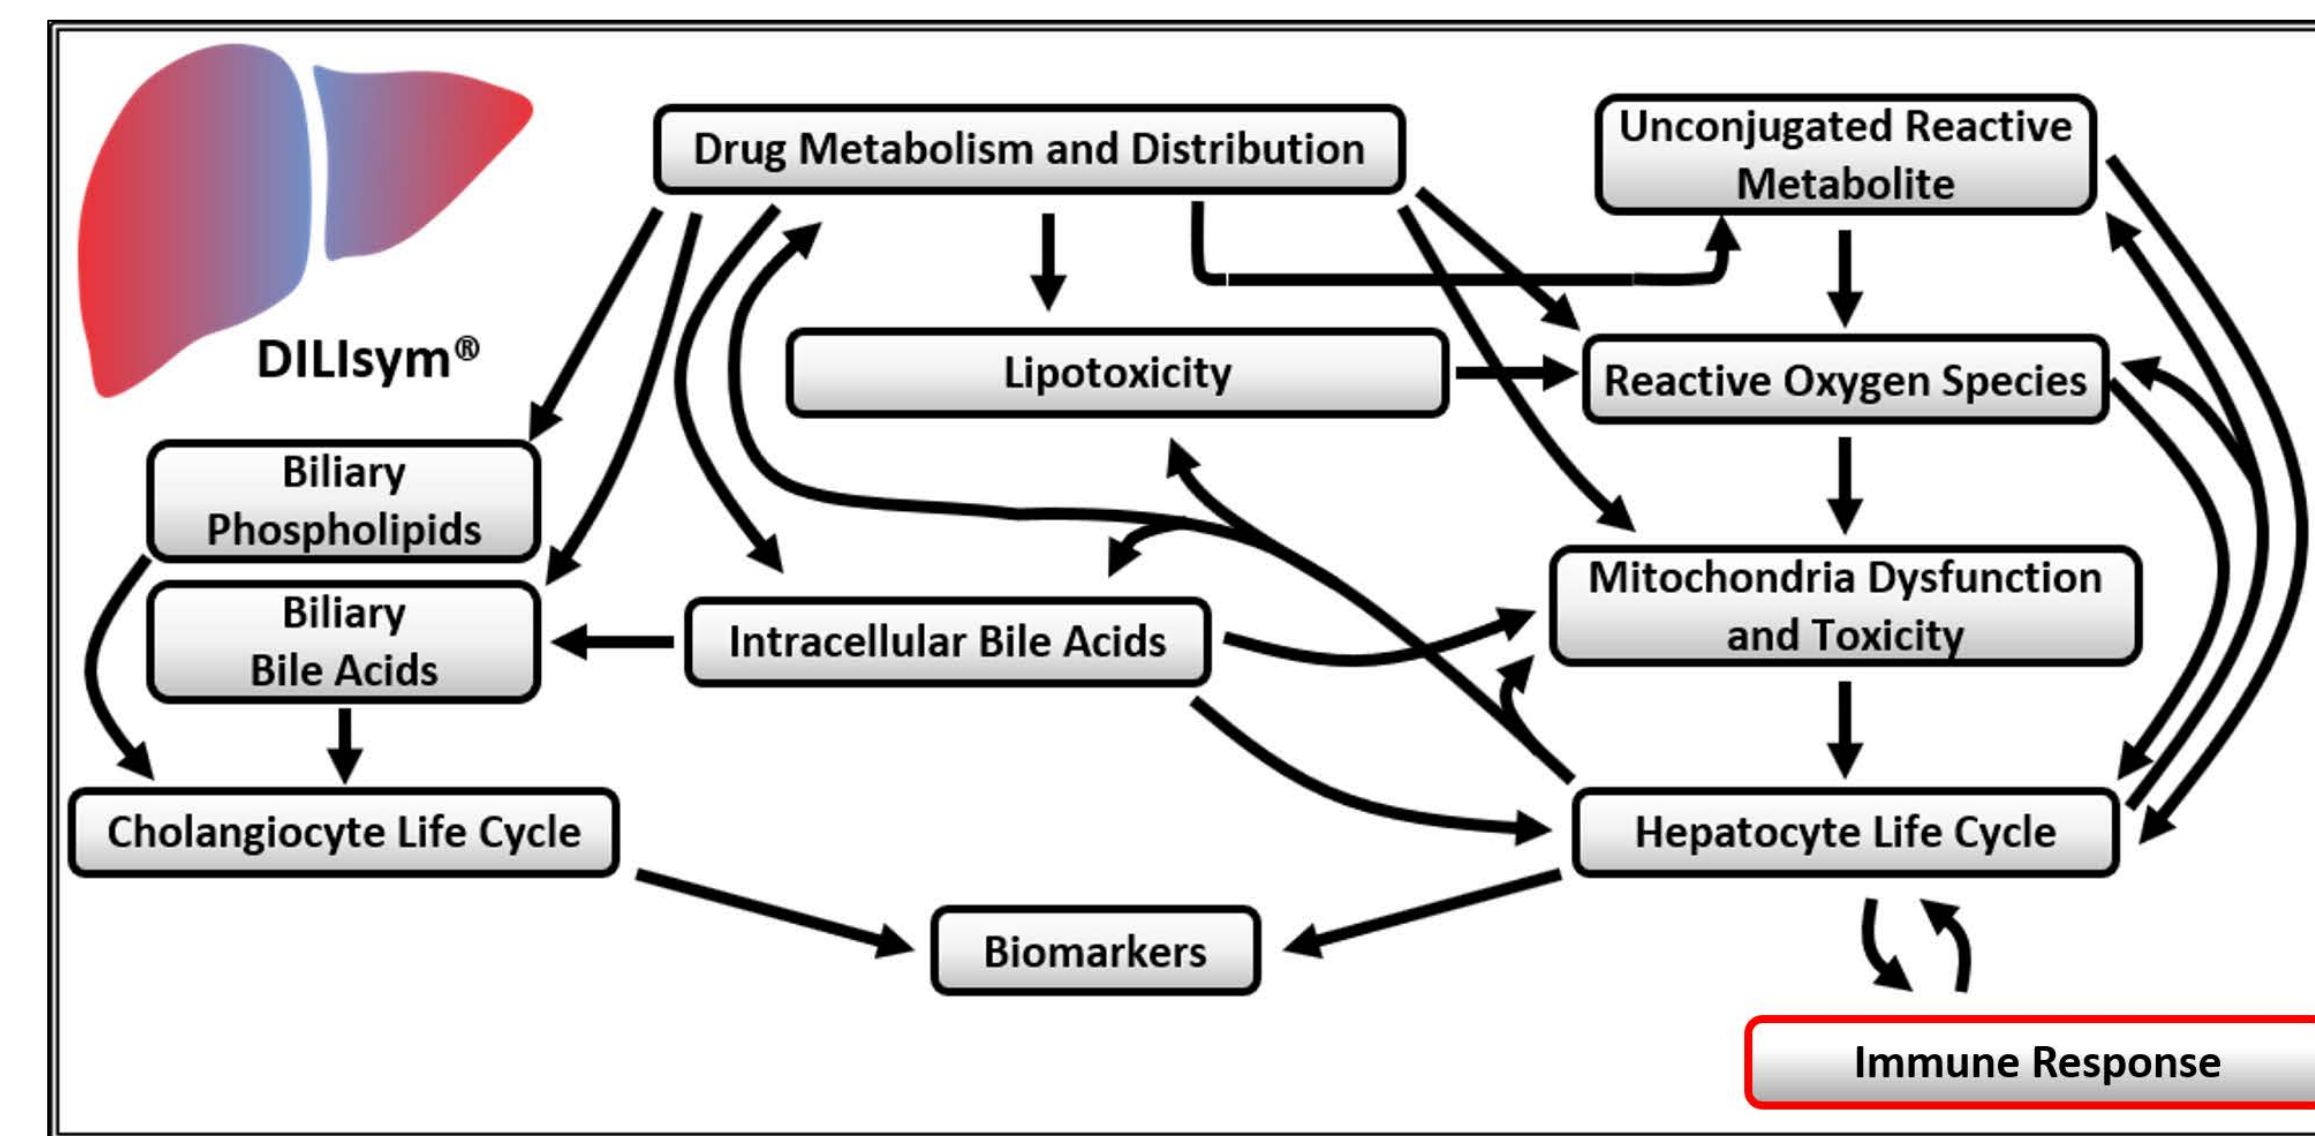 DILIsym®
Drug Metabolism and Distribution
Unconjugated Reactive
Metabolite
Lipotoxicity
Reactive Oxygen Species
Biliary
Phospholipids
Biliary
Bile Acids
Intracellular Bile Acids
Mitochondria Dysfunction
and Toxicity
Cholangiocyte Life Cycle
Hepatocyte Life Cycle
Biomarkers
Immune Response